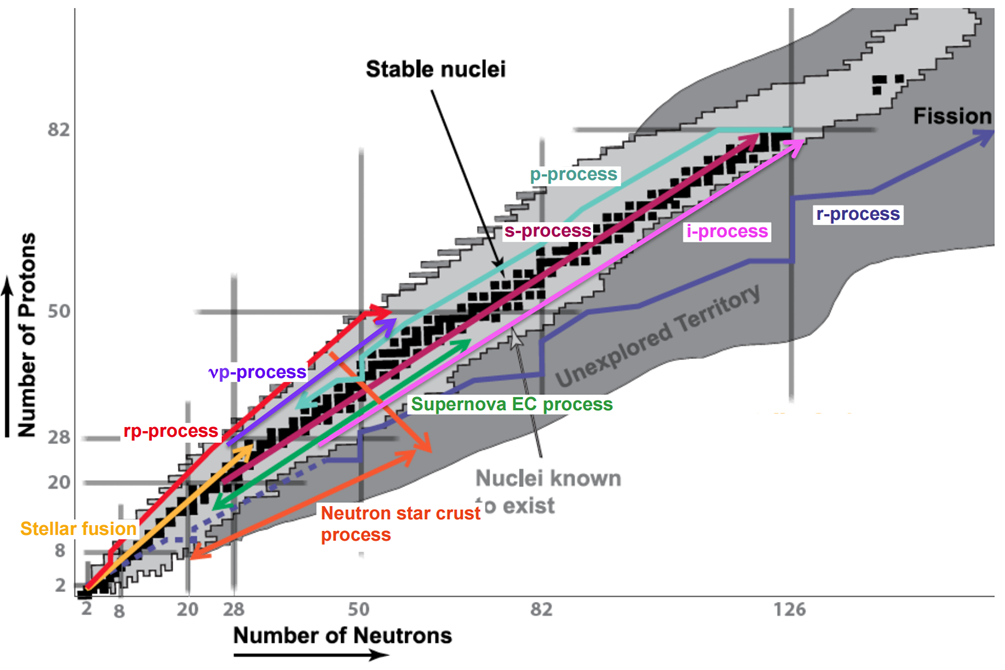 Stable nuclei
Fission
82
p-process
s-process
i-process
r-process
50
Unexplored Territory
νp-process
Supernova EC process
rp-process
28
Nuclei known
to exist
20
Neutron star crust
process
Stellar fusion
8
2
Number of Protons
2
8
20
28
50
82
126
Number of Neutrons